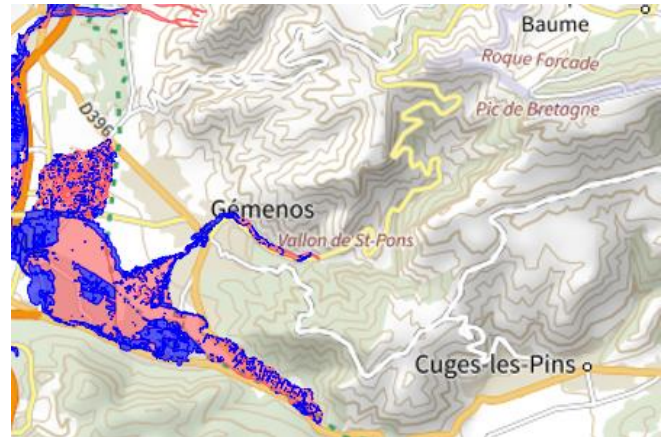 Baume
Roque Forcade
Pic de Bretagne
D396
Gémenos
Vallon de St-Pons
Cuges-les-Pins